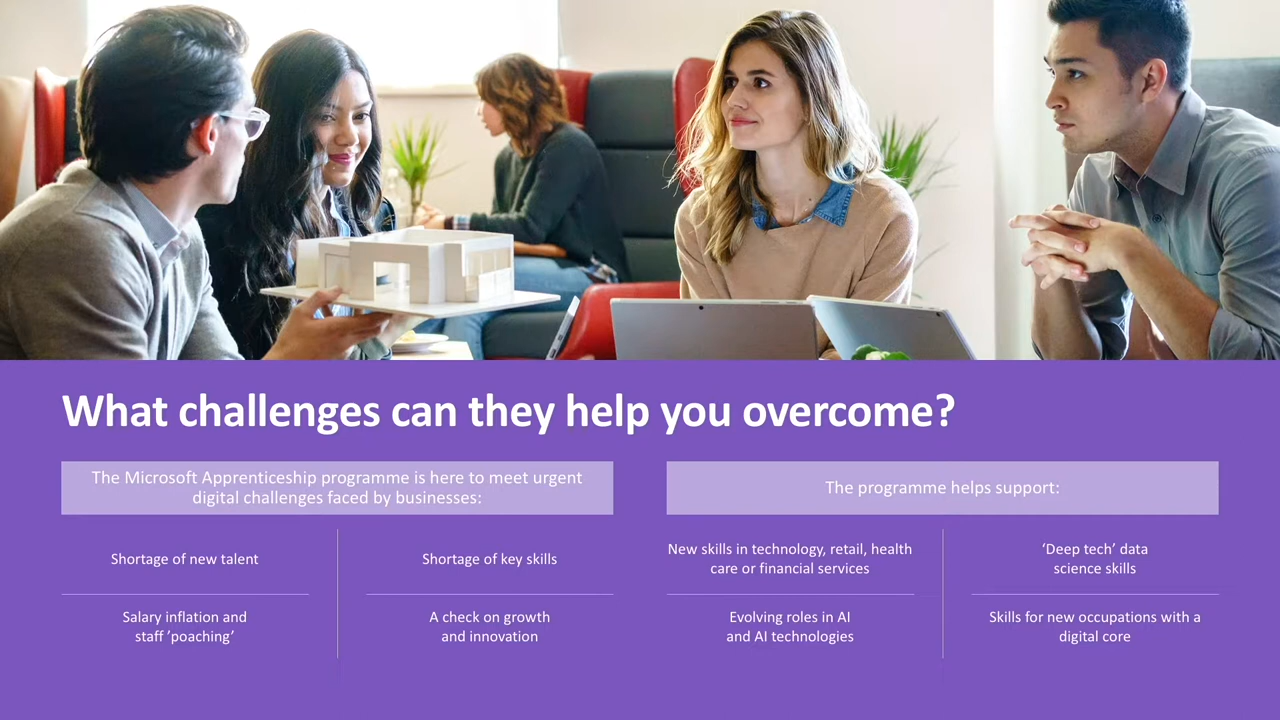 What challenges can they help you overcome?
The Microsoft Apprenticeship programme is here to meet urgent
digital challenges faced by businesses:
Shortage of new talent
Shortage of key skills
Salary inflation and
staff ’poaching’
A check on growth
and innovation
The programme helps support:
New skills in technology, retail, health
care or financial services
‘Deep tech’ data
science skills
Evolving roles in AI
and AI technologies
Skills for new occupations with a
digital core